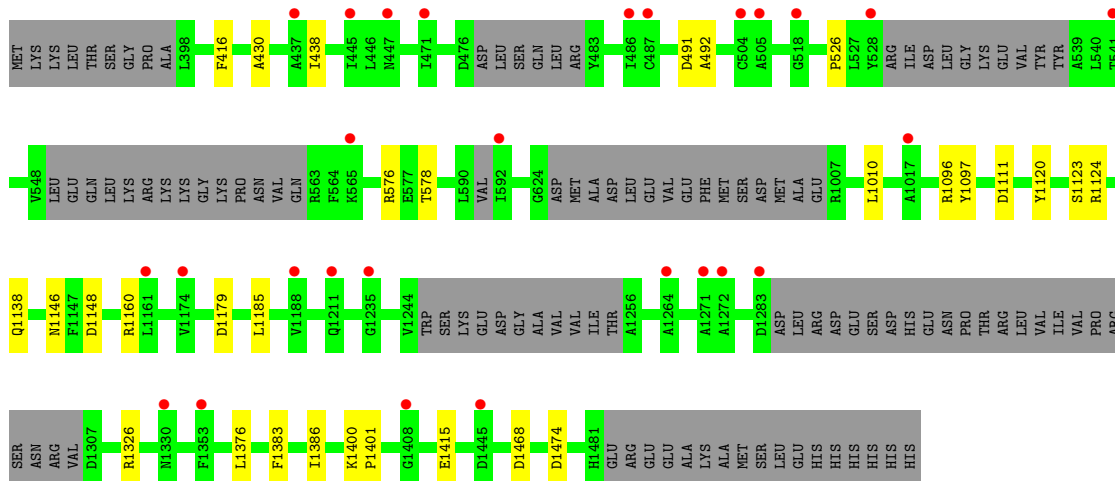 MET LYS LYS LEU THR SER GLY PRO ALA L398 F416 A430 A437 I438 I445 L446 N447 I471 D476 ASP LEU SER GLN LEU ARG Y483 I486 C487 D491 A492 C504 A505 G518 P526 L527 Y528 ARG ILE ASP LEU GLY LYS GLU VAL TYR TYR A539 L540 T541
V548 LEU GLU GLN LEU LYS ARG LYS LYS GLY LYS PRO ASN VAL GLN R563 F564 K565 R576 E577 T578 L590 VAL I592 G624 ASP MET ALA ASP LEU GLU VAL GLU PHE MET SER ASP MET ALA GLU R1007 L1010 A1017 R1096 Y1097 D1111 Y1120 S1123 R1124
Q1138 N1146 F1147 D1148 R1160 L1161 V1174 D1179 L1185 V1188 Q1211 G1235 V1244 TRP SER LYS GLU ASP GLY ALA VAL VAL ILE THR A1256 A1264 A1271 A1272 D1283 ASP LEU ARG ASP GLU SER ASP HIS GLU ASN PRO THR ARG LEU VAL ILE VAL PRO ARG
SER ASN ARG VAL D1307 R1326 N1330 F1353 L1376 F1383 I1386 K1400 P1401 G1408 E1415 D1445 D1468 D1474 H1481 GLU ARG GLU GLU ALA LYS ALA MET SER LEU GLU HIS HIS HIS HIS HIS HIS